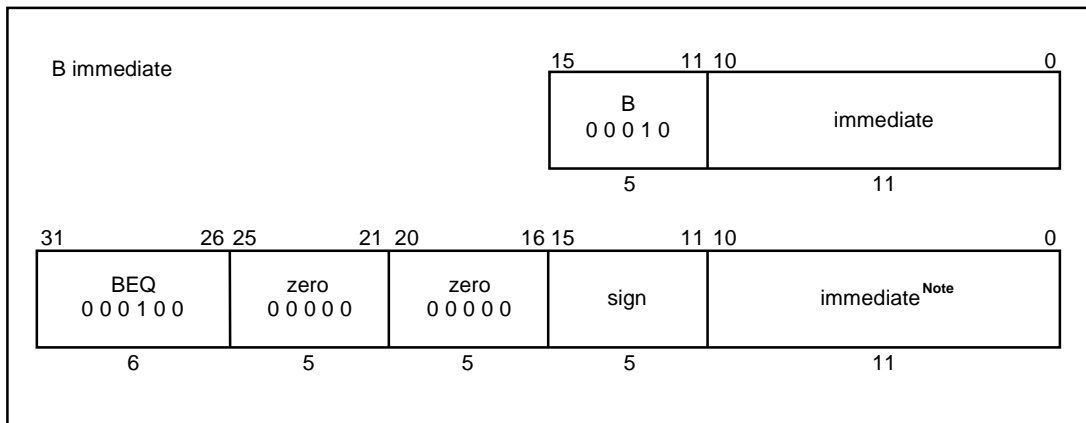 B immediate
15 11 10 0
B
0 0 0 1 0
immediate
5 11
31 26 25 21 20 16 15 11 10 0
BEQ
0 0 0 1 0 0
zero
0 0 0 0 0
zero
0 0 0 0 0
sign
immediate Note
6 5 5 5 11